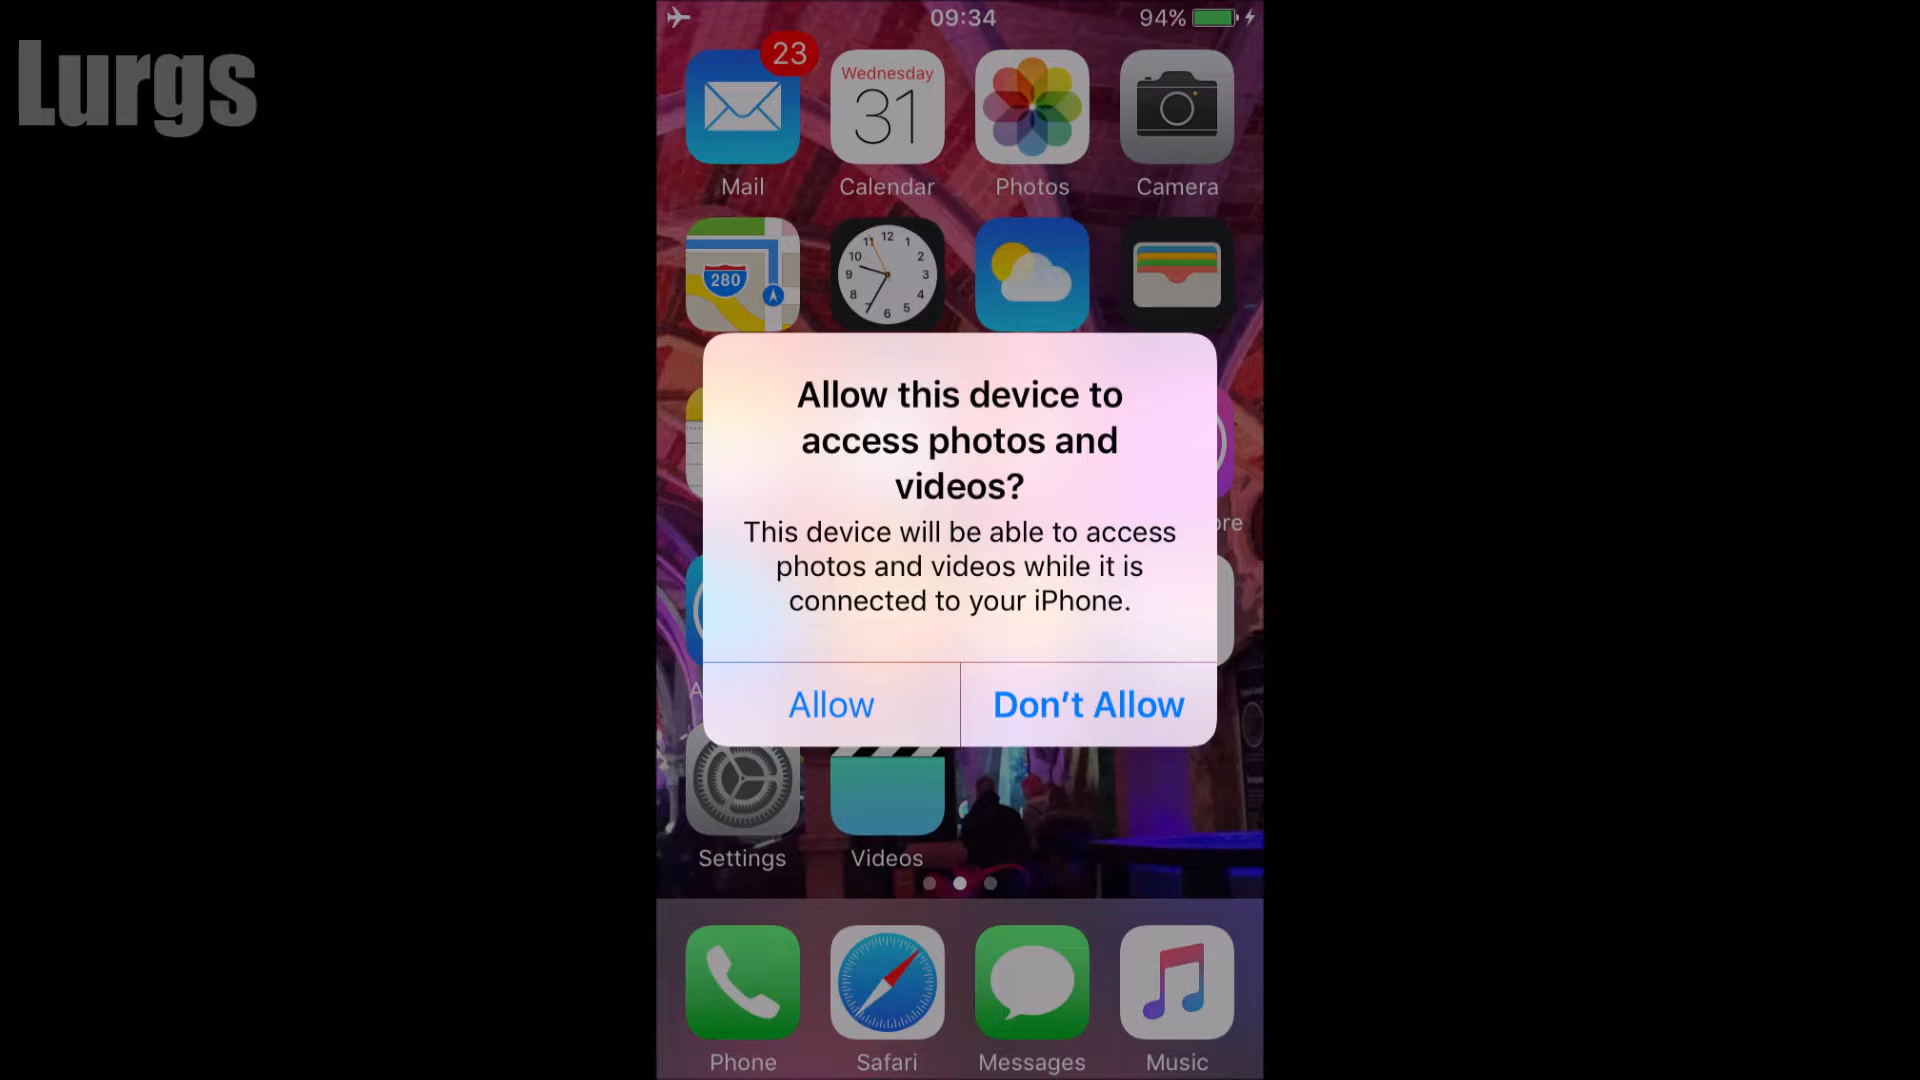 Lurgs
09:34
94%
23
Wednesday
31
Mail
Calendar
Photos
Camera
280
12
11
1
10
2
9
3
8
4
7
5
6
Allow this device to
access photos and
videos?
This device will be able to access
photos and videos while it is
connected to your iPhone.
Allow
Don’t Allow
Settings
Videos
Phone
Safari
Messages
Music